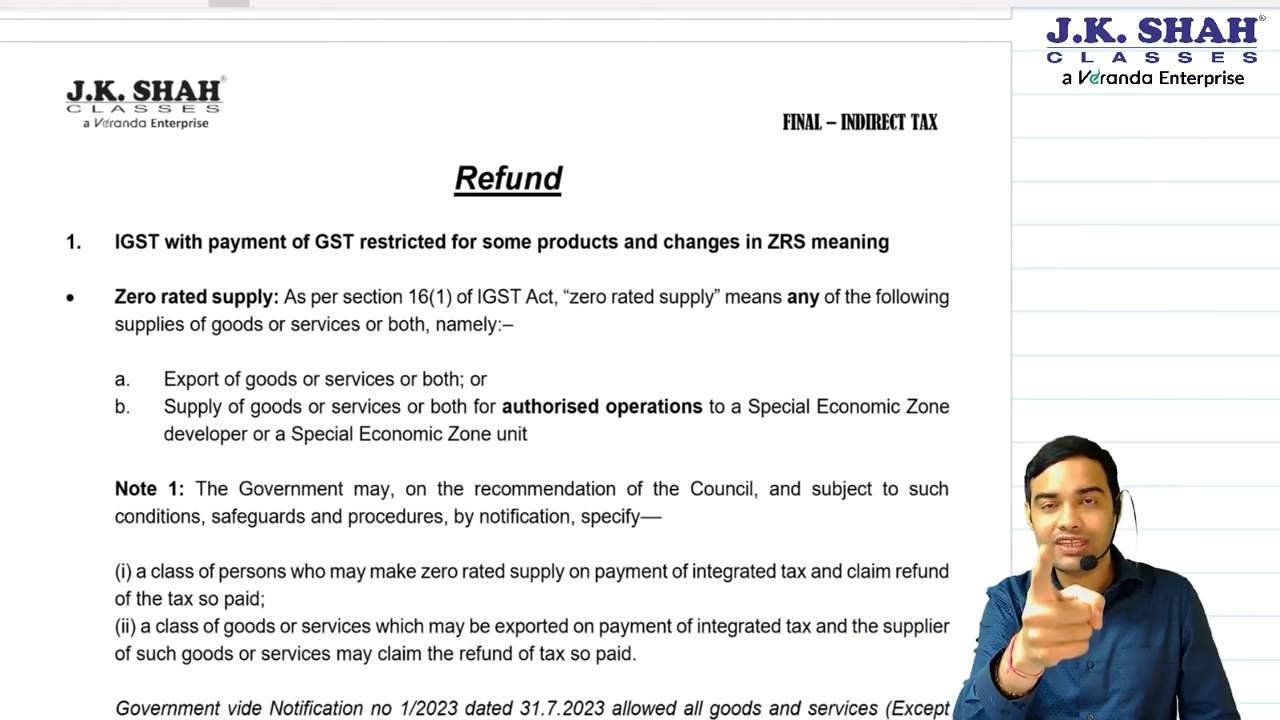 J.K. SHAH®
CLASSES
a Veranda Enterprise
J.K. SHAH®
CLASSES
a Veranda Enterprise
FINAL – INDIRECT TAX
Refund
1. IGST with payment of GST restricted for some products and changes in ZRS meaning
• Zero rated supply: As per section 16(1) of IGST Act, “zero rated supply” means any of the following
supplies of goods or services or both, namely:–
a. Export of goods or services or both; or
b. Supply of goods or services or both for authorised operations to a Special Economic Zone
developer or a Special Economic Zone unit
Note 1: The Government may, on the recommendation of the Council, and subject to such
conditions, safeguards and procedures, by notification, specify—
(i) a class of persons who may make zero rated supply on payment of integrated tax and claim refund
of the tax so paid;
(ii) a class of goods or services which may be exported on payment of integrated tax and the supplier
of such goods or services may claim the refund of tax so paid.
Government vide Notification no 1/2023 dated 31.7.2023 allowed all goods and services (Except